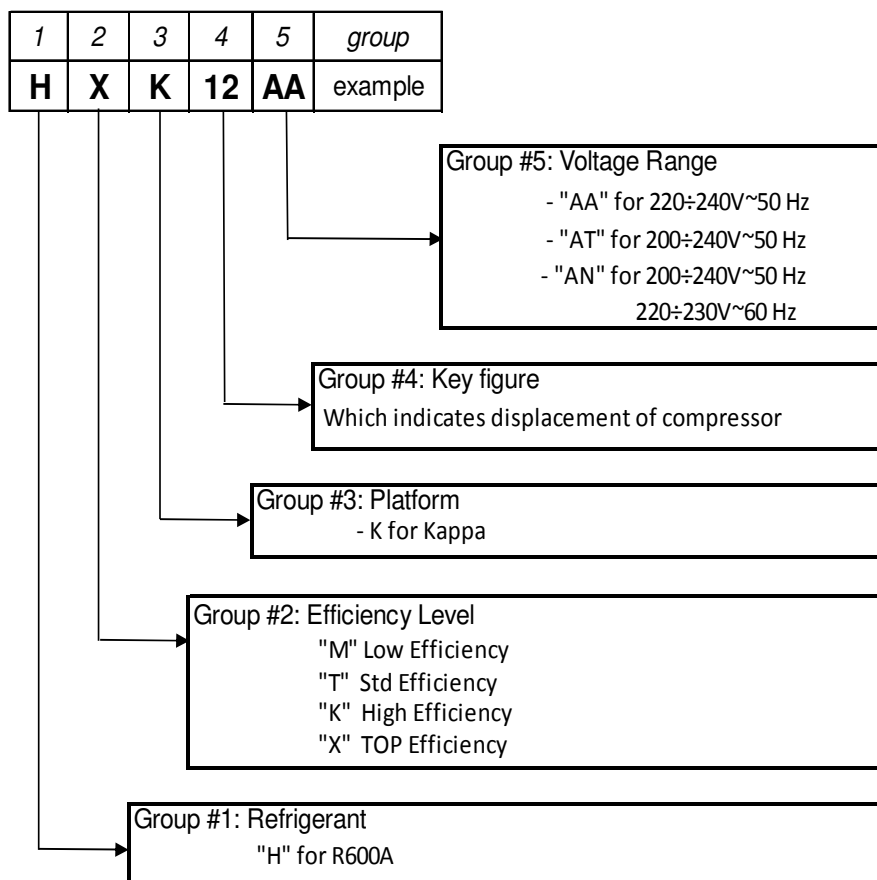 1 2 3 4 5 group
H X K 12 AA example
Group #5: Voltage Range
- "AA" for 220÷240V~50 Hz
- "AT" for 200÷240V~50 Hz
- "AN" for 200÷240V~50 Hz
220÷230V~60 Hz
Group #4: Key figure
Which indicates displacement of compressor
Group #3: Platform
- K for Kappa
Group #2: Efficiency Level
"M" Low Efficiency
"T" Std Efficiency
"K" High Efficiency
"X" TOP Efficiency
Group #1: Refrigerant
"H" for R600A